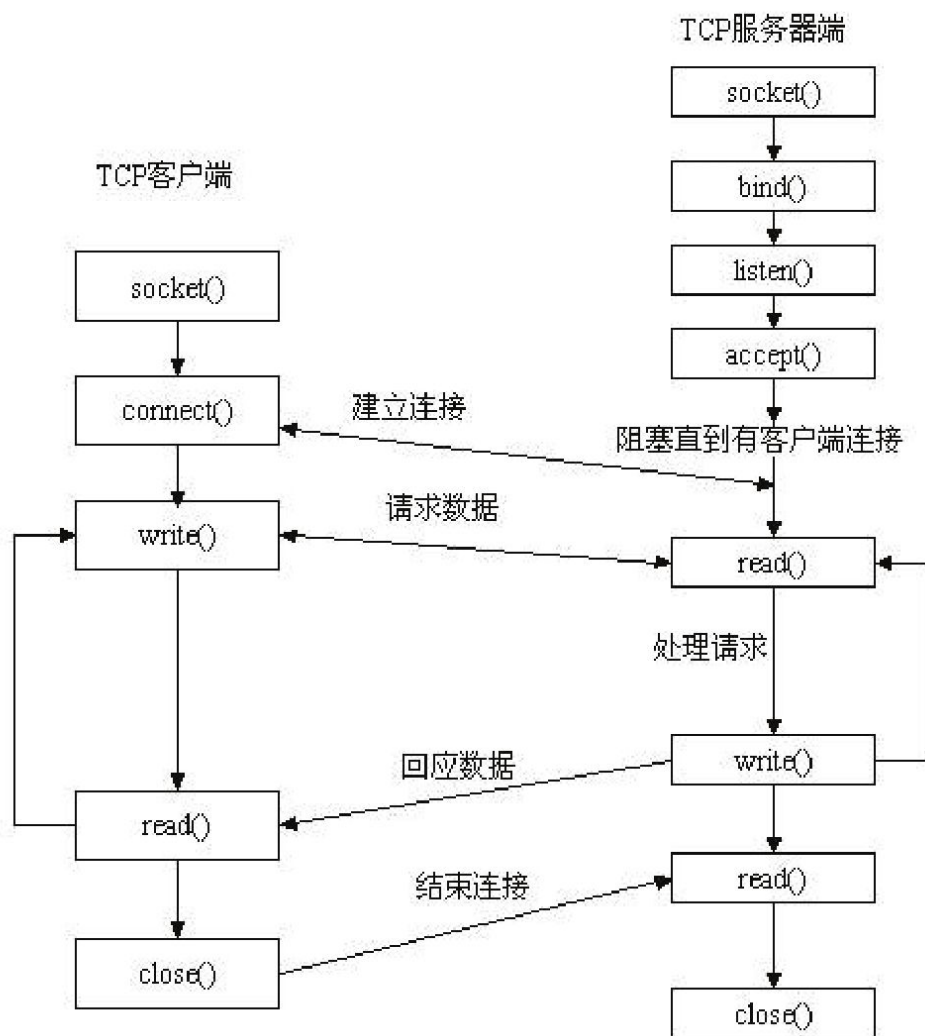 TCP服务器端
socket()
bind()
TCP客户端
listen()
socket()
accept()
connect()
建立连接
阻塞直到有客户端连接
请求数据
write()
read()
处理请求
回应数据
write()
read()
结束连接
read()
close()
close()